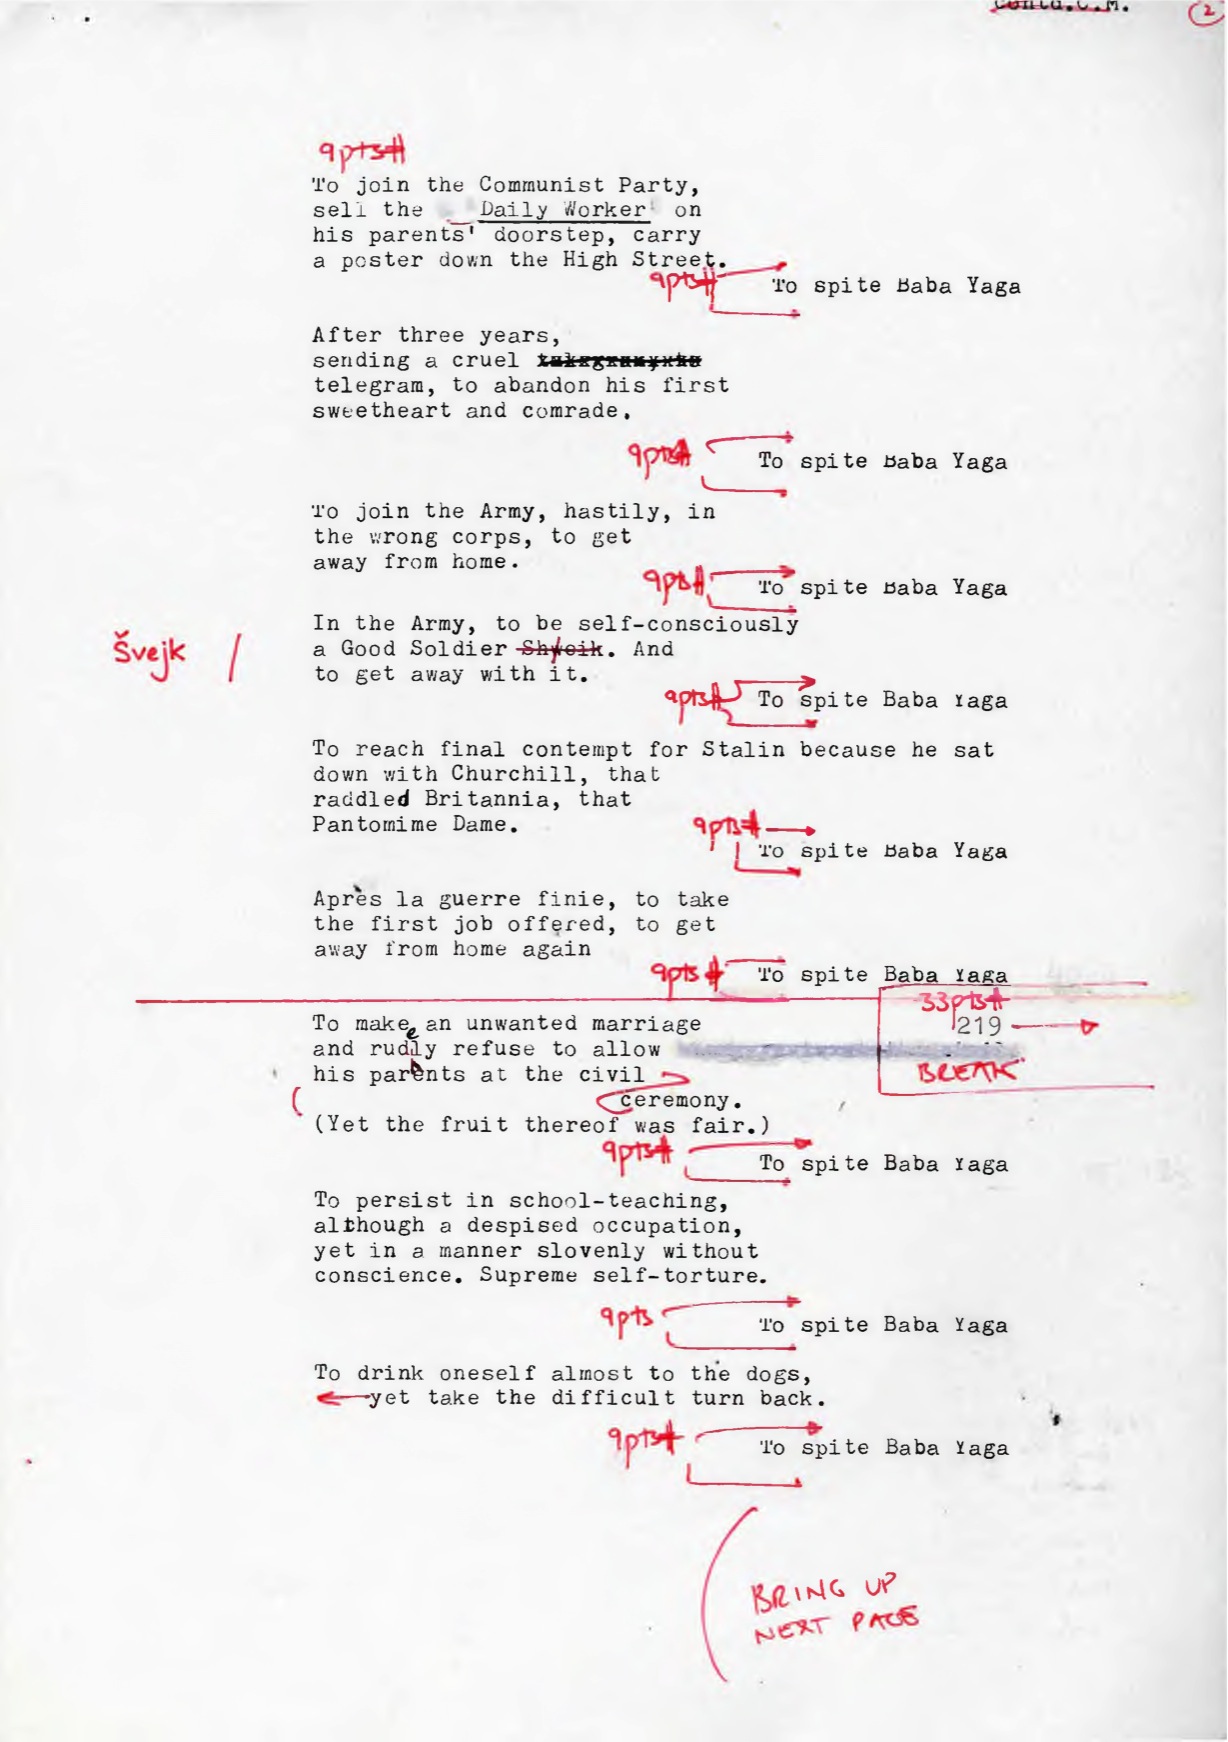 contd.C.M.
2
9pts#
To join the Communist Party,
sell the Daily Worker on
his parents' doorstep, carry
a poster down the High Street.
9pts# To spite Baba Yaga
After three years,
sending a cruel
telegram, to abandon his first
sweetheart and comrade.
9pts# To spite Baba Yaga
To join the Army, hastily, in
the wrong corps, to get
away from home.
9pts# To spite Baba Yaga
In the Army, to be self-consciously
Švejk / a Good Soldier Shweik. And
to get away with it.
9pts# To spite Baba Yaga
To reach final contempt for Stalin because he sat
down with Churchill, that
raddled Britannia, that
Pantomime Dame.
9pts# To spite Baba Yaga
Après la guerre finie, to take
the first job offered, to get
away from home again
9pts# To spite Baba Yaga
33pts#
To make an unwanted marriage 219
and rudely refuse to allow
his parents at the civil BREAK
ceremony.
(Yet the fruit thereof was fair.)
9pts# To spite Baba Yaga
To persist in school-teaching,
although a despised occupation,
yet in a manner slovenly without
conscience. Supreme self-torture.
9pts To spite Baba Yaga
To drink oneself almost to the dogs,
yet take the difficult turn back.
9pts# To spite Baba Yaga
BRING UP
NEXT PAGE